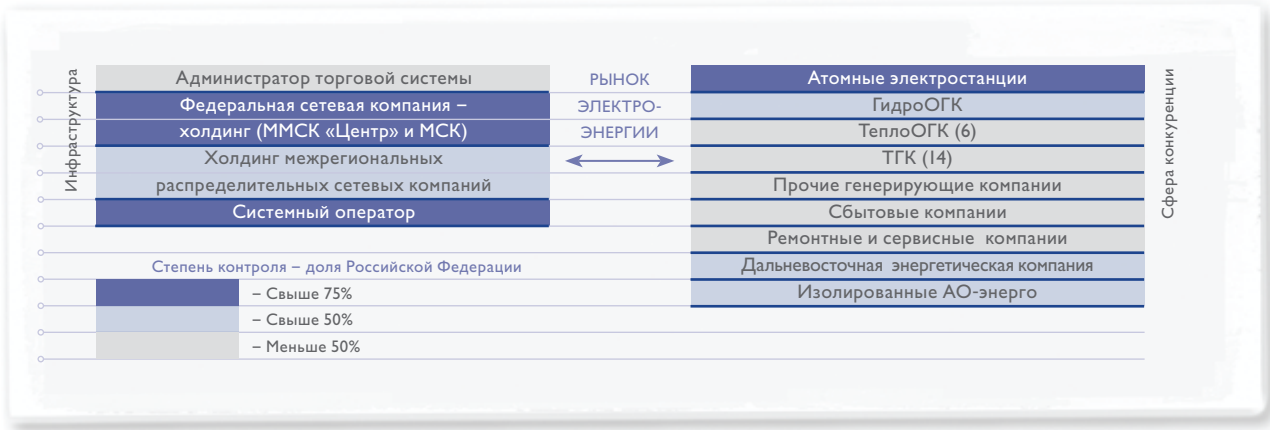 Инфраструктура
Администратор торговой системы
Федеральная сетевая компания –
холдинг (ММСК «Центр» и МСК)
Холдинг межрегиональных
распределительных сетевых компаний
Системный оператор
РЫНОК
ЭЛЕКТРО-
ЭНЕРГИИ
Атомные электростанции
ГидроОГК
ТеплоОГК (6)
ТГК (14)
Прочие генерирующие компании
Сбытовые компании
Ремонтные и сервисные компании
Дальневосточная энергетическая компания
Изолированные АО-энерго
Сфера конкуренции
Степень контроля – доля Российской Федерации
– Свыше 75%
– Свыше 50%
– Меньше 50%